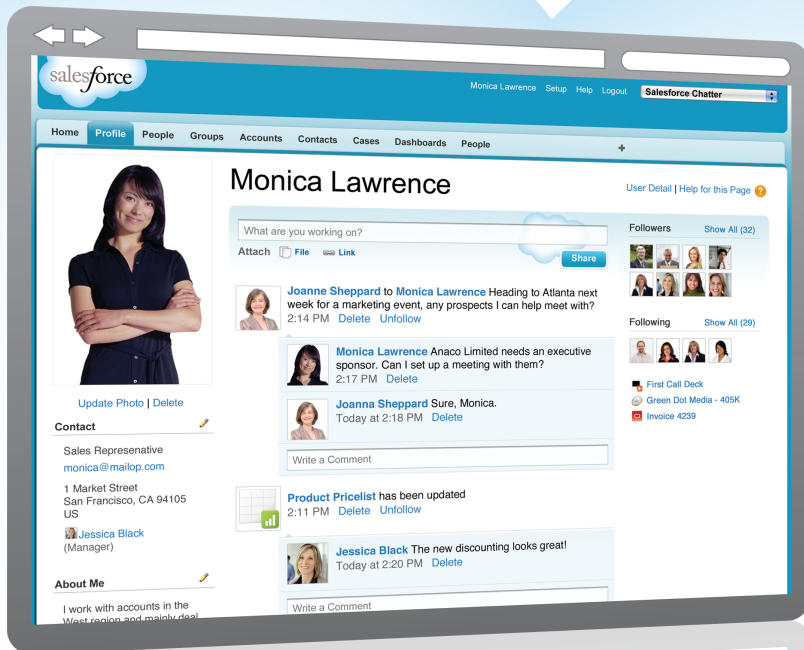 salesforce
Monica Lawrence Setup Help Logout Salesforce Chatter
Home Profile People Groups Accounts Contacts Cases Dashboards People +
Monica Lawrence
User Detail | Help for this Page ?
What are you working on?
Attach File Link
Share
Joanne Sheppard to Monica Lawrence Heading to Atlanta next
week for a marketing event, any prospects I can help meet with?
2:14 PM Delete Unfollow
Monica Lawrence Anaco Limited needs an executive
sponsor. Can I set up a meeting with them?
2:17 PM Delete
Joanna Sheppard Sure, Monica.
Today at 2:18 PM Delete
Write a Comment
Product Pricelist has been updated
2:11 PM Delete Unfollow
Jessica Black The new discounting looks great!
Today at 2:20 PM Delete
Write a Comment
Update Photo | Delete
Contact
Sales Represenative
monica@mailop.com
1 Market Street
San Francisco, CA 94105
US
Jessica Black
(Manager)
About Me
I work with accounts in the
West region and mainly deal
Followers Show All (32)
Following Show All (29)
First Call Deck
Green Dot Media - 405K
Invoice 4239